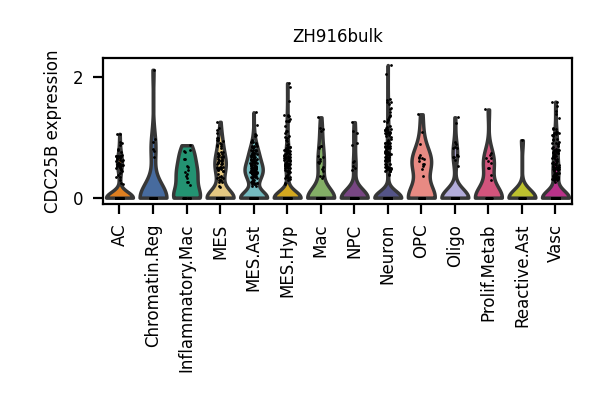 ZH916bulk
CDC25B expression
2
0
AC
Chromatin.Reg
Inflammatory.Mac
MES
MES.Ast
MES.Hyp
Mac
NPC
Neuron
OPC
Oligo
Prolif.Metab
Reactive.Ast
Vasc